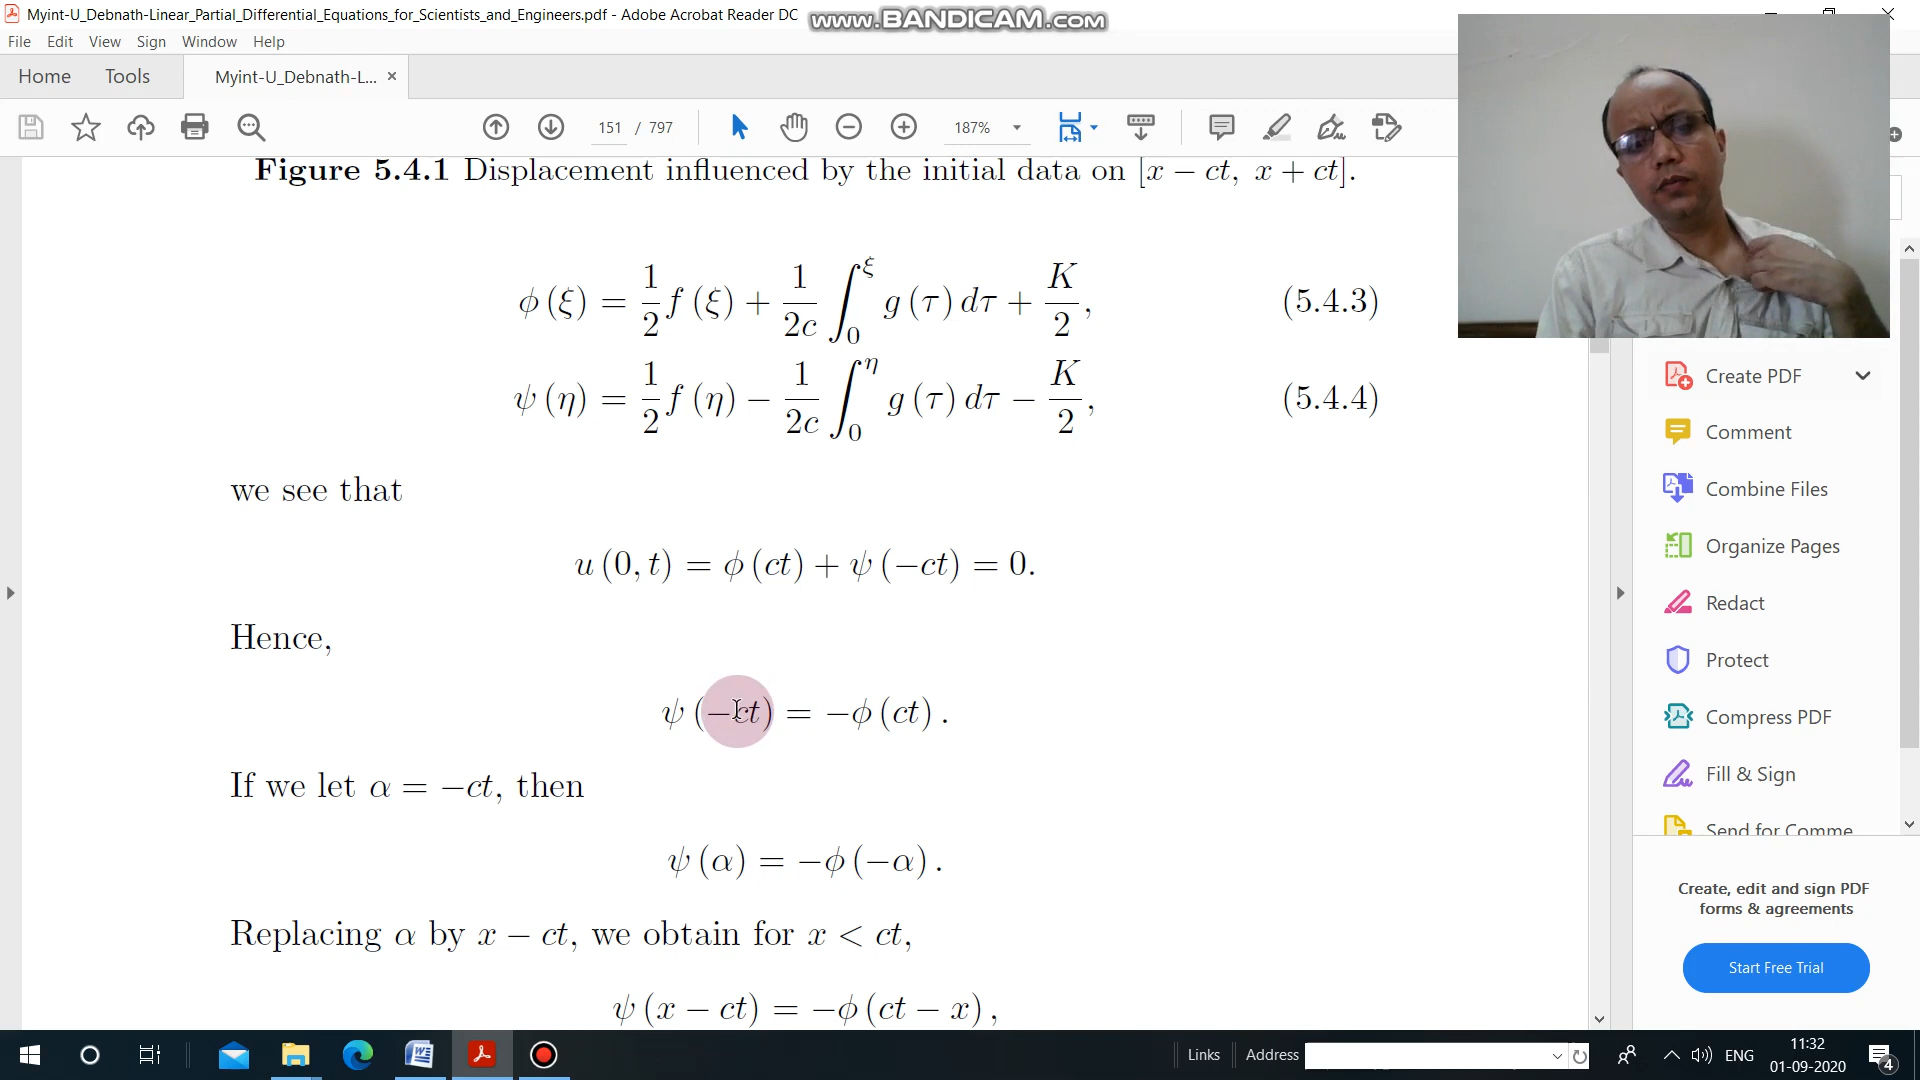 Myint-U_Debnath-Linear_Partial_Differential_Equations_for_Scientists_and_Engineers.pdf - Adobe Acrobat Reader DC
www.BANDICAM.com
File Edit View Sign Window Help
Home Tools Myint-U_Debnath-L... ×
151 / 797 187%
Figure 5.4.1 Displacement influenced by the initial data on [x − ct, x + ct].
ϕ (ξ) = 1/2 f (ξ) + 1/2c ∫_0^ξ g (τ) dτ + K/2, (5.4.3)
ψ (η) = 1/2 f (η) − 1/2c ∫_0^η g (τ) dτ − K/2, (5.4.4)
we see that
u (0, t) = ϕ (ct) + ψ (−ct) = 0.
Hence,
ψ (−ct) = −ϕ (ct) .
If we let α = −ct, then
ψ (α) = −ϕ (−α) .
Replacing α by x − ct, we obtain for x < ct,
ψ (x − ct) = −ϕ (ct − x) ,
Create PDF
Comment
Combine Files
Organize Pages
Redact
Protect
Compress PDF
Fill & Sign
Send for Comme
Create, edit and sign PDF
forms & agreements
Start Free Trial
Links Address ENG
11:32
01-09-2020
4